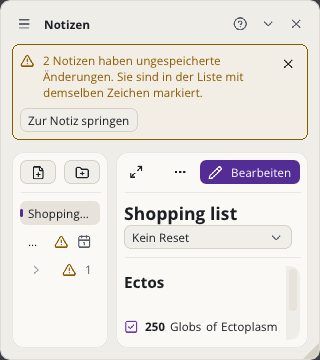 Notizen
2 Notizen haben ungespeicherte
Änderungen. Sie sind in der Liste mit
demselben Zeichen markiert.
Zur Notiz springen
Bearbeiten
Shopping...
...
1
Shopping list
Kein Reset
Ectos
250 Globs of Ectoplasm